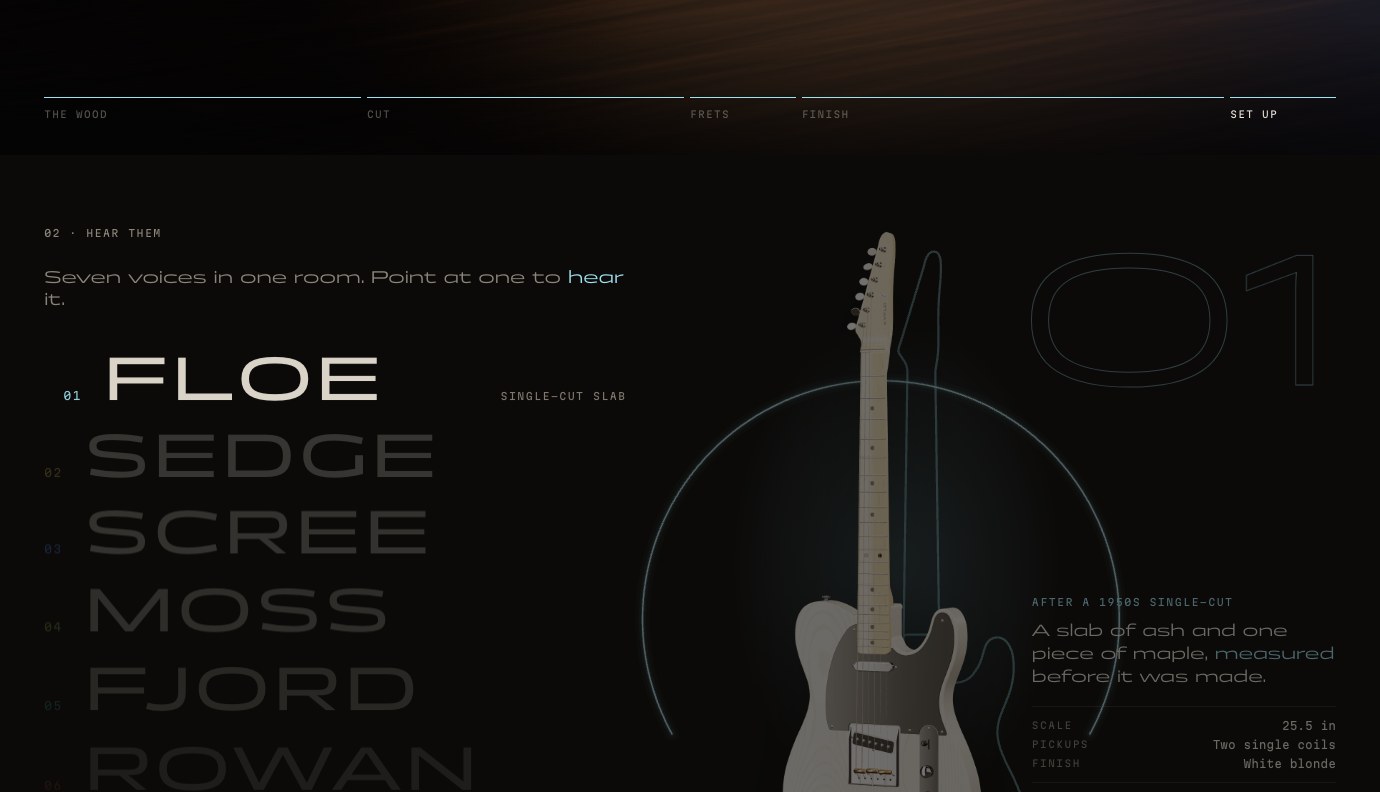 THE WOOD
CUT
FRETS
FINISH
SET UP
02 · HEAR THEM
Seven voices in one room. Point at one to hear
it.
01 FLOE SINGLE-CUT SLAB
02 SEDGE
03 SCREE
04 MOSS
05 FJORD
06 ROWAN
01
AFTER A 1950S SINGLE-CUT
A slab of ash and one
piece of maple, measured
before it was made.
SCALE 25.5 in
PICKUPS Two single coils
FINISH White blonde